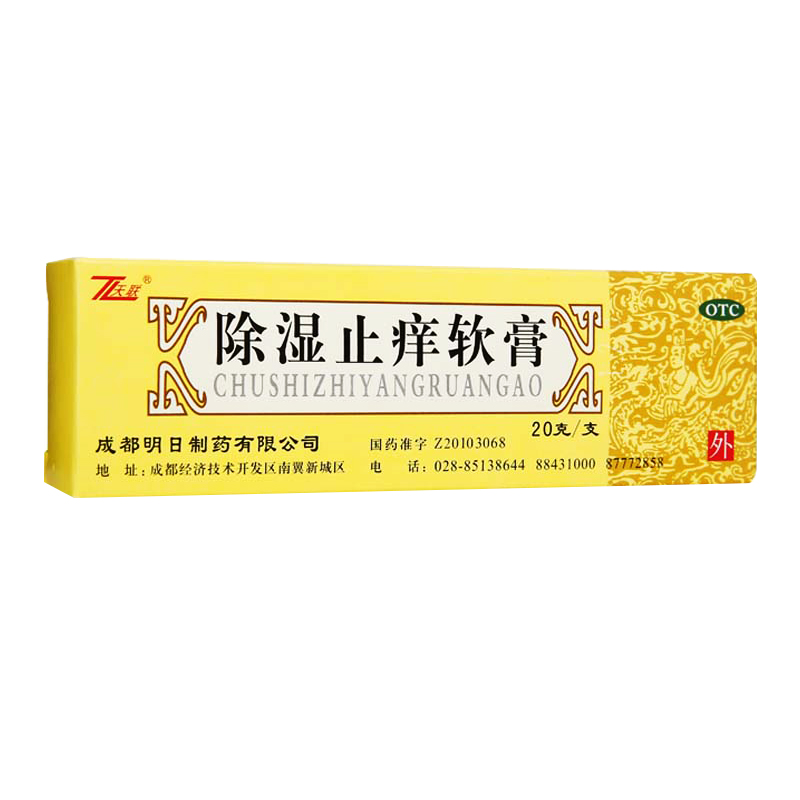 天联®
OTC
除湿止痒软膏
CHUSHIZHIYANGRUANGAO
20克/支
外
成都明日制药有限公司
国药准字 Z20103068
地 址:成都经济技术开发区南翼新城区 电 话:028-85138644 88431000 87772858